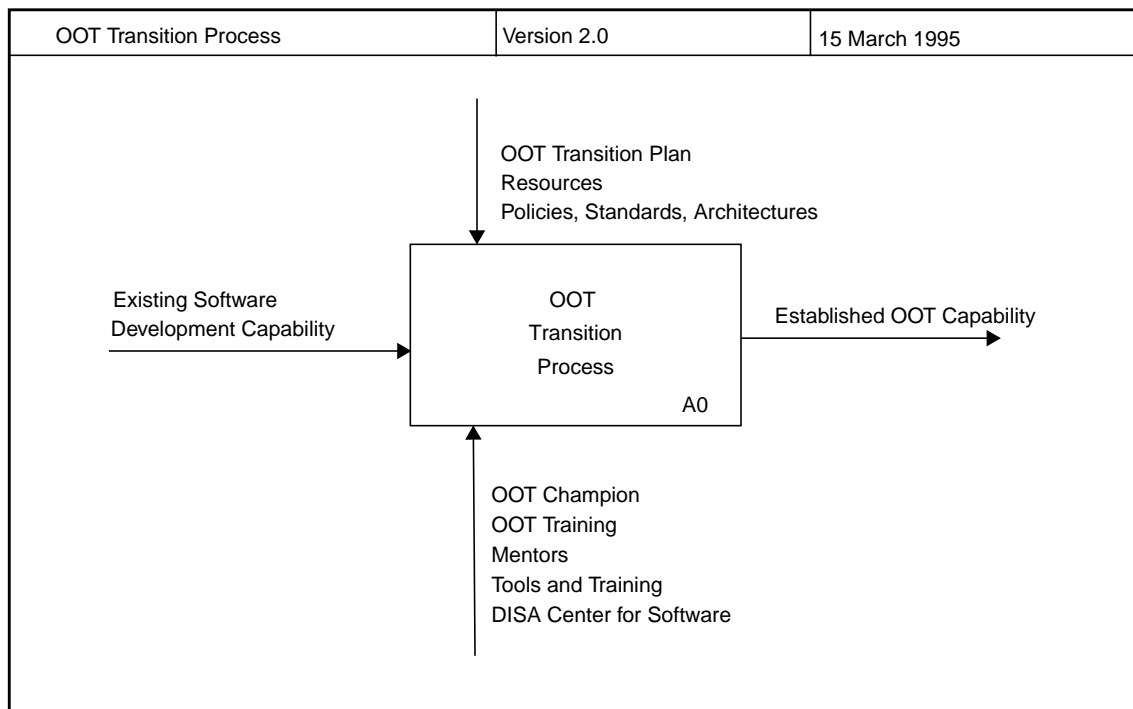 OOT Transition Process
Version 2.0
15 March 1995
OOT Transition Plan
Resources
Policies, Standards, Architectures
Existing Software
Development Capability
OOT
Transition
Process
A0
Established OOT Capability
OOT Champion
OOT Training
Mentors
Tools and Training
DISA Center for Software